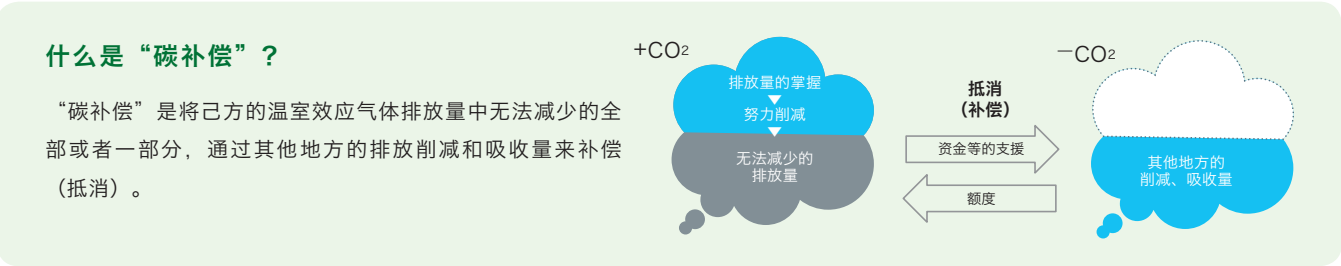 什么是“碳补偿”？
“碳补偿”是将己方的温室效应气体排放量中无法减少的全
部或者一部分，通过其他地方的排放削减和吸收量来补偿
（抵消）。
+CO2
排放量的掌握
努力削减
无法减少的
排放量
抵消
（补偿）
资金等的支援
额度
－CO2
其他地方的
削减、吸收量